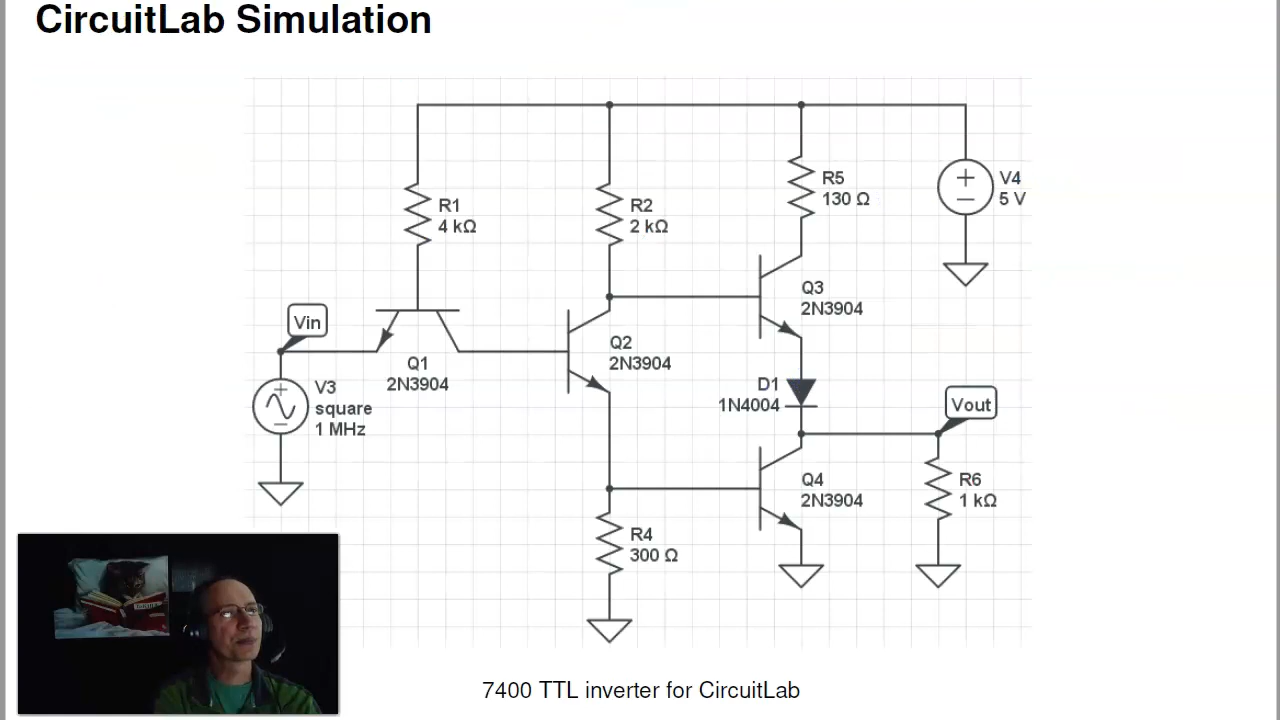 CircuitLab Simulation
R1
4 kΩ
R2
2 kΩ
R5
130 Ω
V4
5 V
Vin
Q1
2N3904
Q2
2N3904
Q3
2N3904
V3
square
1 MHz
D1
1N4004
Vout
Q4
2N3904
R6
1 kΩ
R4
300 Ω
7400 TTL inverter for CircuitLab